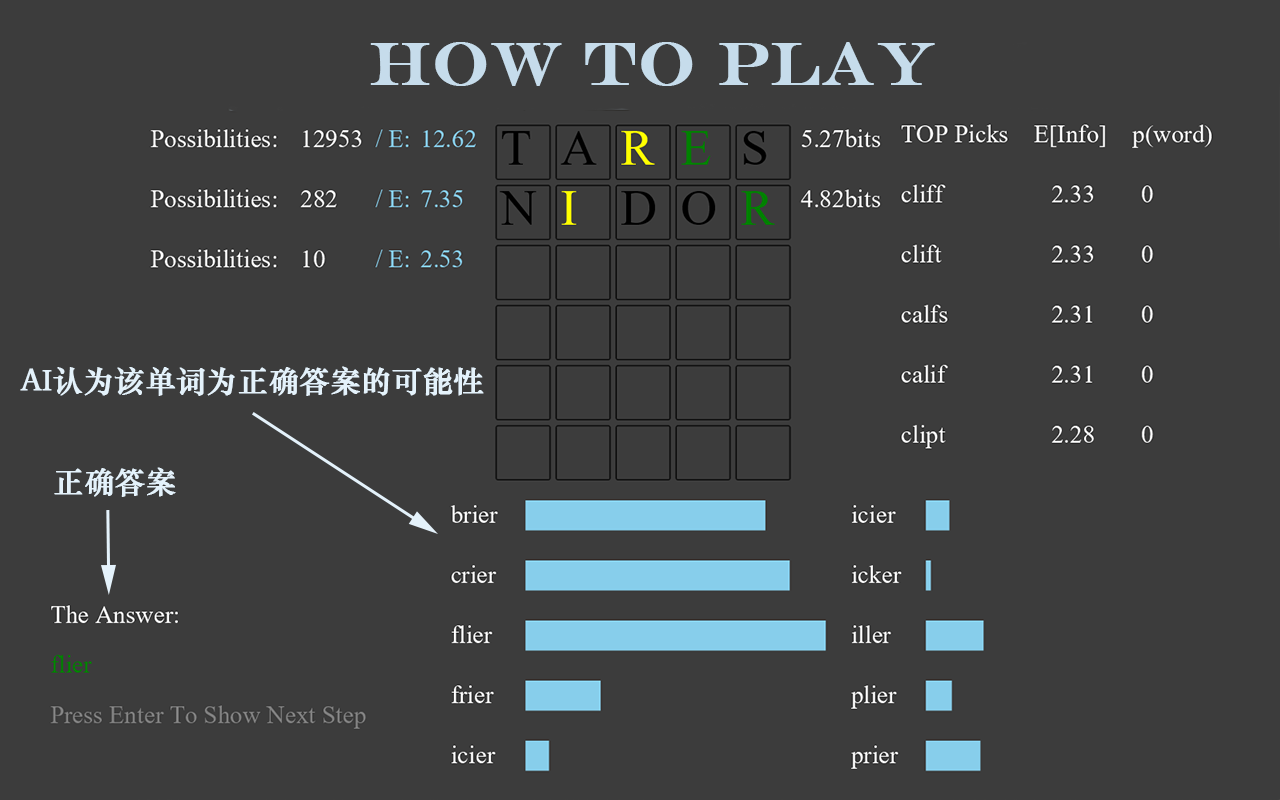 HOW TO PLAY
Possibilities: 12953 / E: 12.62
T A R E S
5.27bits
Possibilities: 282 / E: 7.35
N I D O R
4.82bits
Possibilities: 10 / E: 2.53
TOP Picks E[Info] p(word)
cliff 2.33 0
clift 2.33 0
calfs 2.31 0
calif 2.31 0
clipt 2.28 0
AI认为该单词为正确答案的可能性
正确答案
The Answer:
flier
Press Enter To Show Next Step
brier
crier
flier
frier
icier
icier
icker
iller
plier
prier